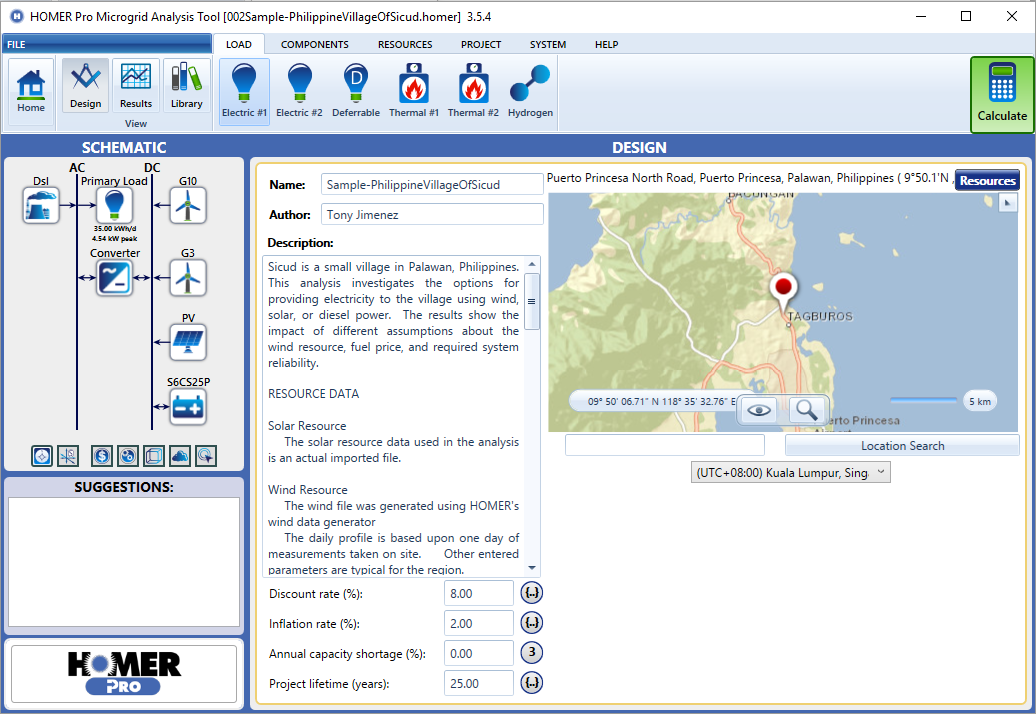 HOMER Pro Microgrid Analysis Tool [002Sample-PhilippineVillageOfSicud.homer] 3.5.4
FILE
LOAD COMPONENTS RESOURCES PROJECT SYSTEM HELP
Home
Design
Results
Library
View
Electric #1
Electric #2
D
Deferrable
Thermal #1
Thermal #2
Hydrogen
Calculate
SCHEMATIC
AC DC
Dsl
Primary Load
G10
35.00 kWh/d
4.54 kW peak
Converter
G3
PV
S6CS25P
SUGGESTIONS:
HOMER
PRO
DESIGN
Name: Sample-PhilippineVillageOfSicud
Author: Tony Jimenez
Description:
Sicud is a small village in Palawan, Philippines.
This analysis investigates the options for
providing electricity to the village using wind,
solar, or diesel power. The results show the
impact of different assumptions about the
wind resource, fuel price, and required system
reliability.
RESOURCE DATA
Solar Resource
The solar resource data used in the analysis
is an actual imported file.
Wind Resource
The wind file was generated using HOMER's
wind data generator
The daily profile is based upon one day of
measurements taken on site. Other entered
parameters are typical for the region.
Discount rate (%): 8.00 {..}
Inflation rate (%): 2.00 {..}
Annual capacity shortage (%): 0.00 3
Project lifetime (years): 25.00 {..}
Puerto Princesa North Road, Puerto Princesa, Palawan, Philippines ( 9°50.1'N ,
Resources
BACUNGAN
TAGBUROS
09° 50' 06.71" N 118° 35' 32.76" E
5 km
erto Princesa
Location Search
(UTC+08:00) Kuala Lumpur, Sing